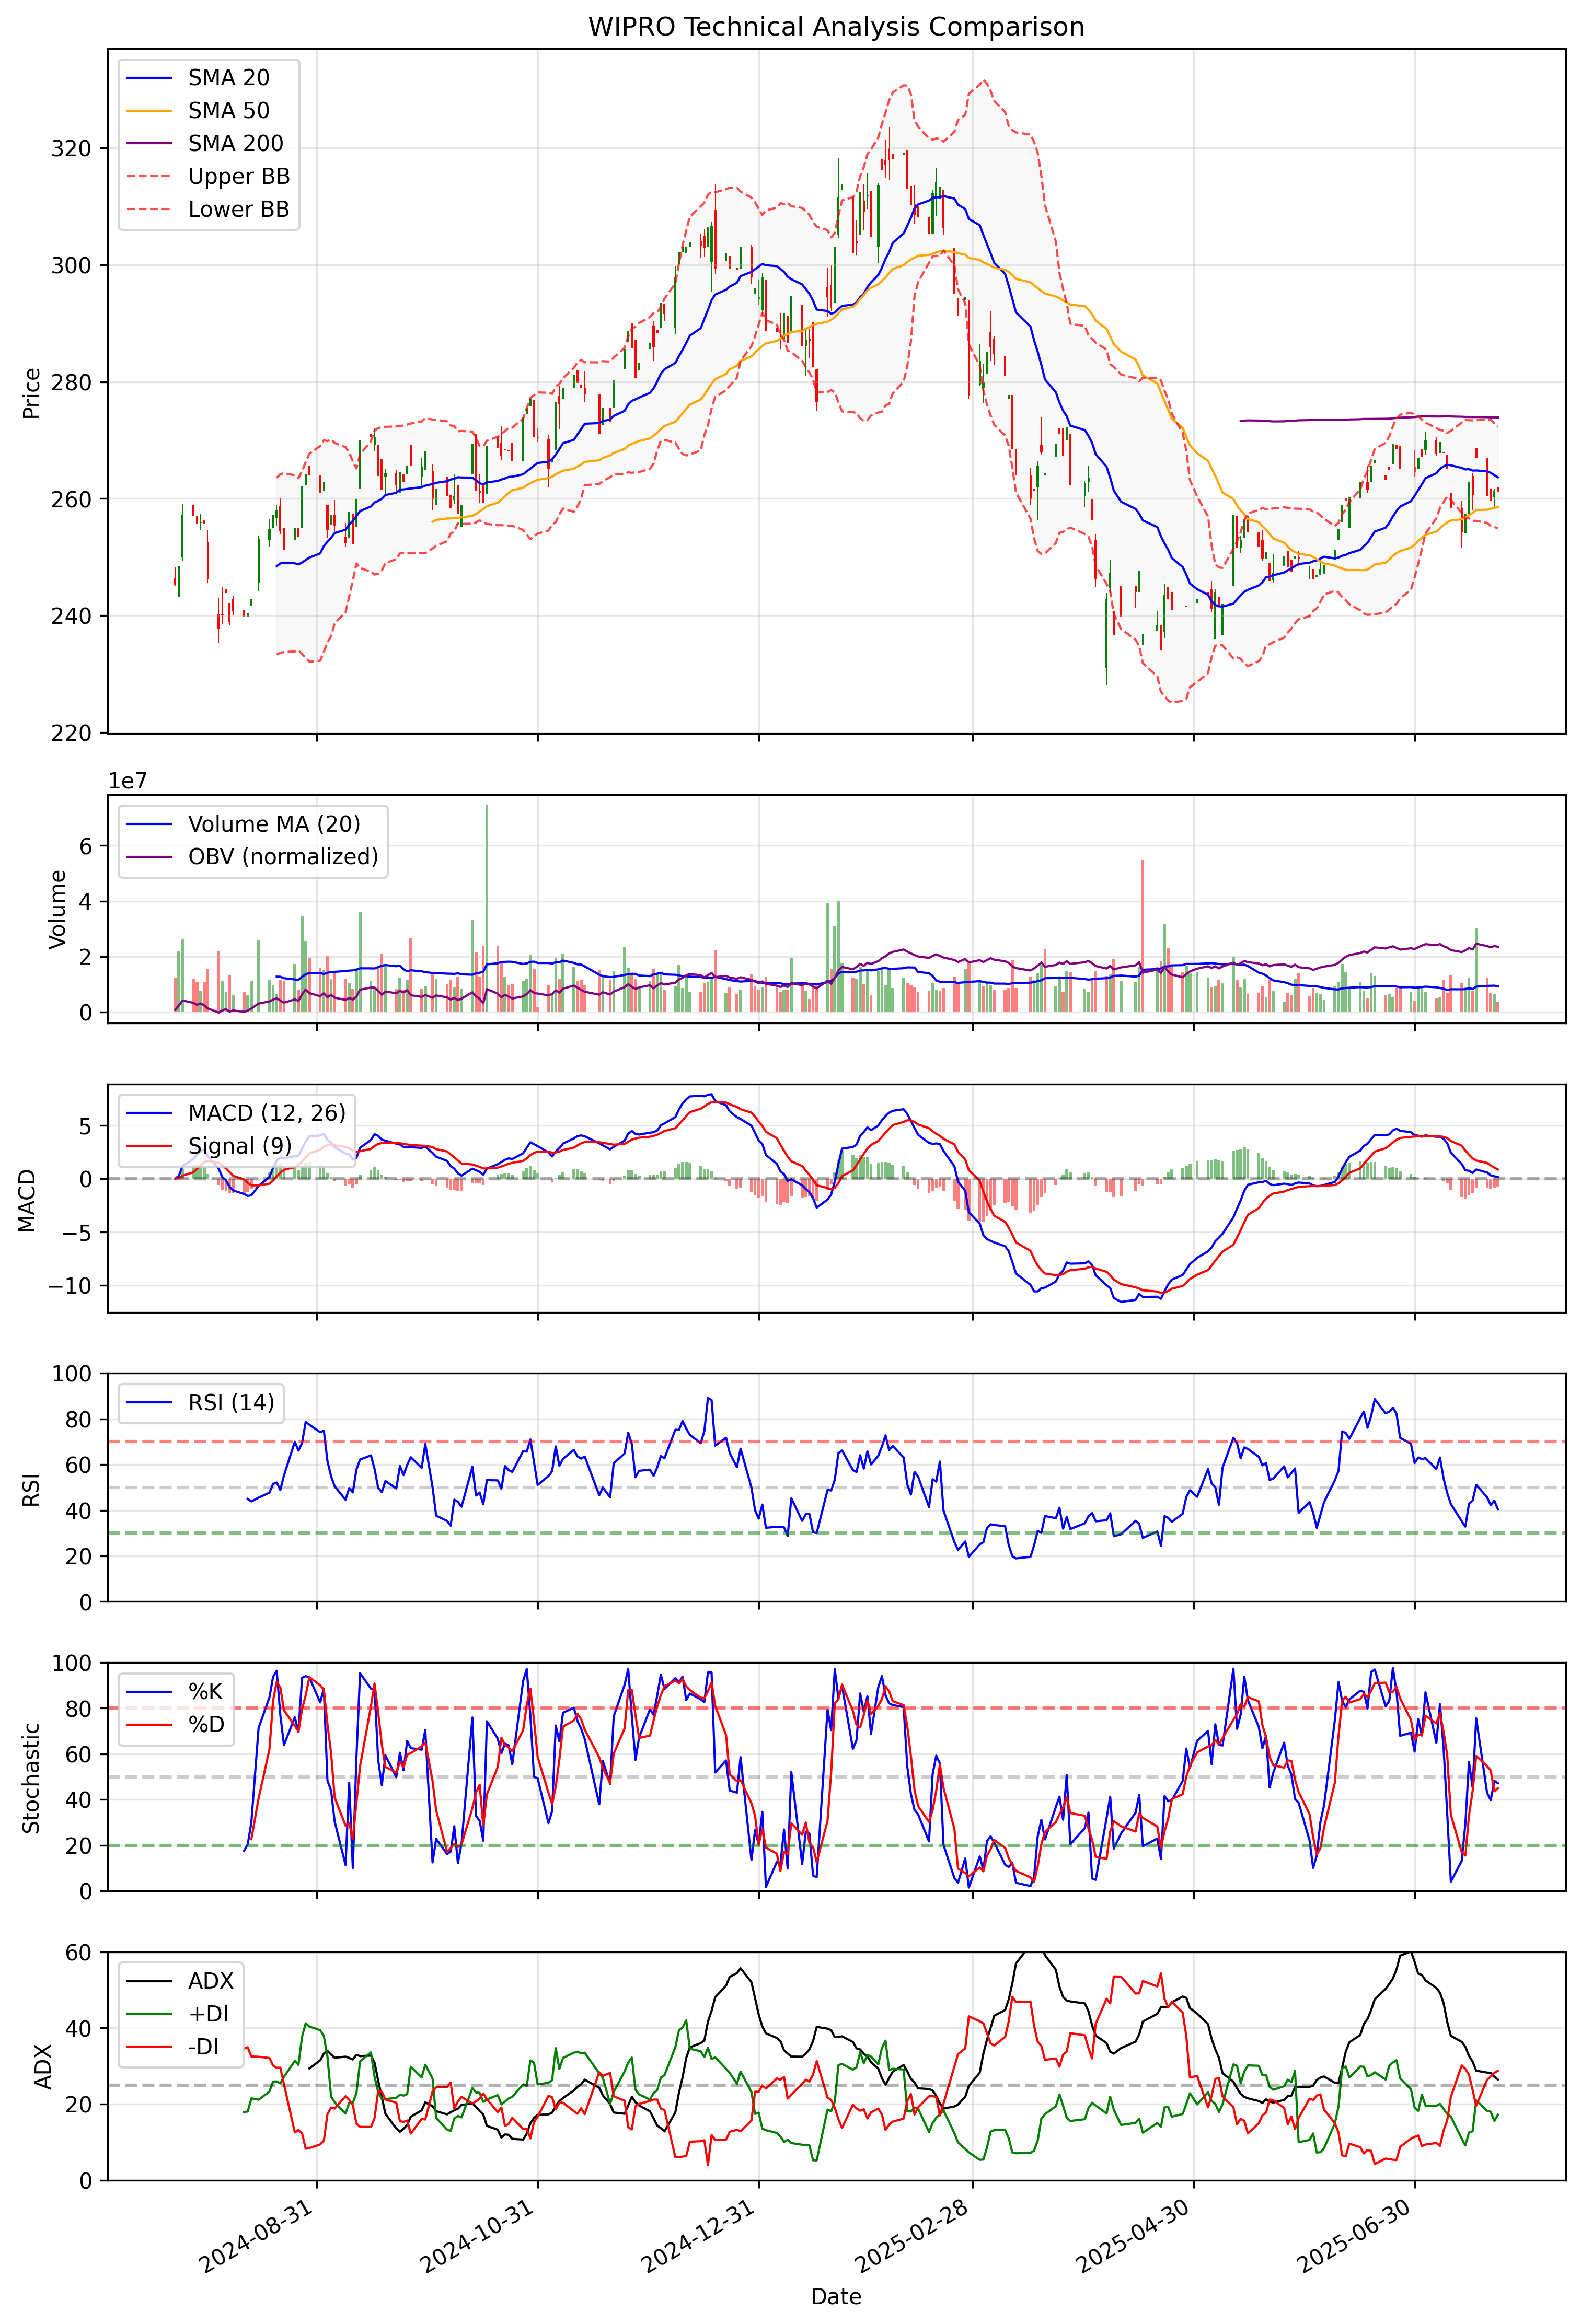 WIPRO Technical Analysis Comparison
SMA 20
SMA 50
SMA 200
Upper BB
Lower BB
320
300
280
260
240
220
Price
1e7
Volume MA (20)
OBV (normalized)
6
4
2
0
Volume
MACD (12, 26)
Signal (9)
5
0
−5
−10
MACD
RSI (14)
100
80
60
40
20
0
RSI
%K
%D
100
80
60
40
20
0
Stochastic
ADX
+DI
-DI
60
40
20
0
ADX
2024-08-31
2024-10-31
2024-12-31
2025-02-28
2025-04-30
2025-06-30
Date